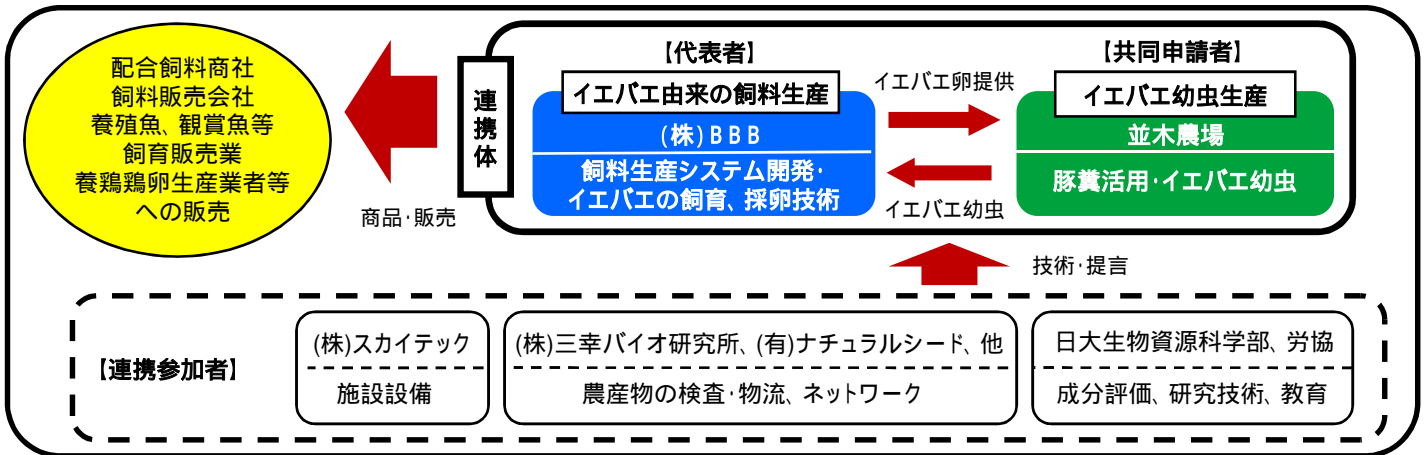 配合飼料商社
飼料販売会社
養殖魚、観賞魚等
飼育販売業
養鶏鶏卵生産業者等
への販売
商品・販売
連携体
【代表者】
イエバエ由来の飼料生産
(株)BBB
飼料生産システム開発・
イエバエの飼育、採卵技術
イエバエ卵提供
イエバエ幼虫
【共同申請者】
イエバエ幼虫生産
並木農場
豚糞活用・イエバエ幼虫
技術・提言
【連携参加者】
(株)スカイテック
施設設備
(株)三幸バイオ研究所、(有)ナチュラルシード、他
農産物の検査・物流、ネットワーク
日大生物資源科学部、労協
成分評価、研究技術、教育